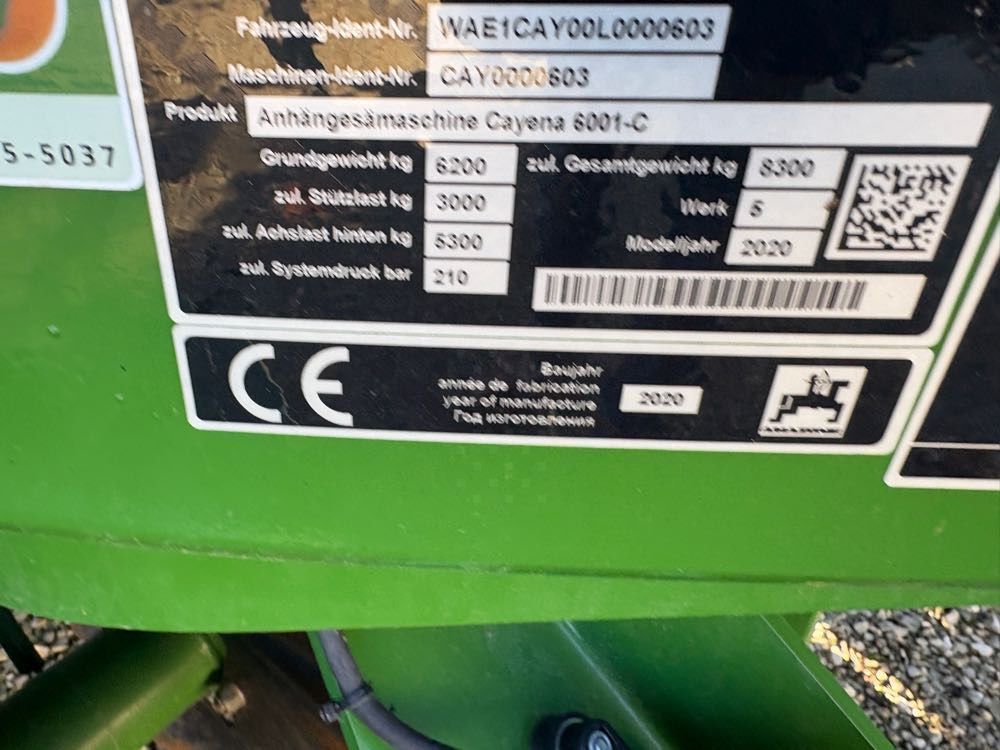 Fahrzeug-Ident-Nr. WAE1CAY00L0000603
Maschinen-Ident-Nr. CAY0000603
Produkt Anhängesämaschine Cayena 6001-C
5-5037
Grundgewicht kg 6200 zul. Gesamtgewicht kg 8300
zul. Stützlast kg 3000 Werk 5
zul. Achslast hinten kg 5300 Modelljahr 2020
zul. Systemdruck bar 210
CE
Baujahr
année de fabrication
year of manufacture 2020
Год изготовления
AMAZONE